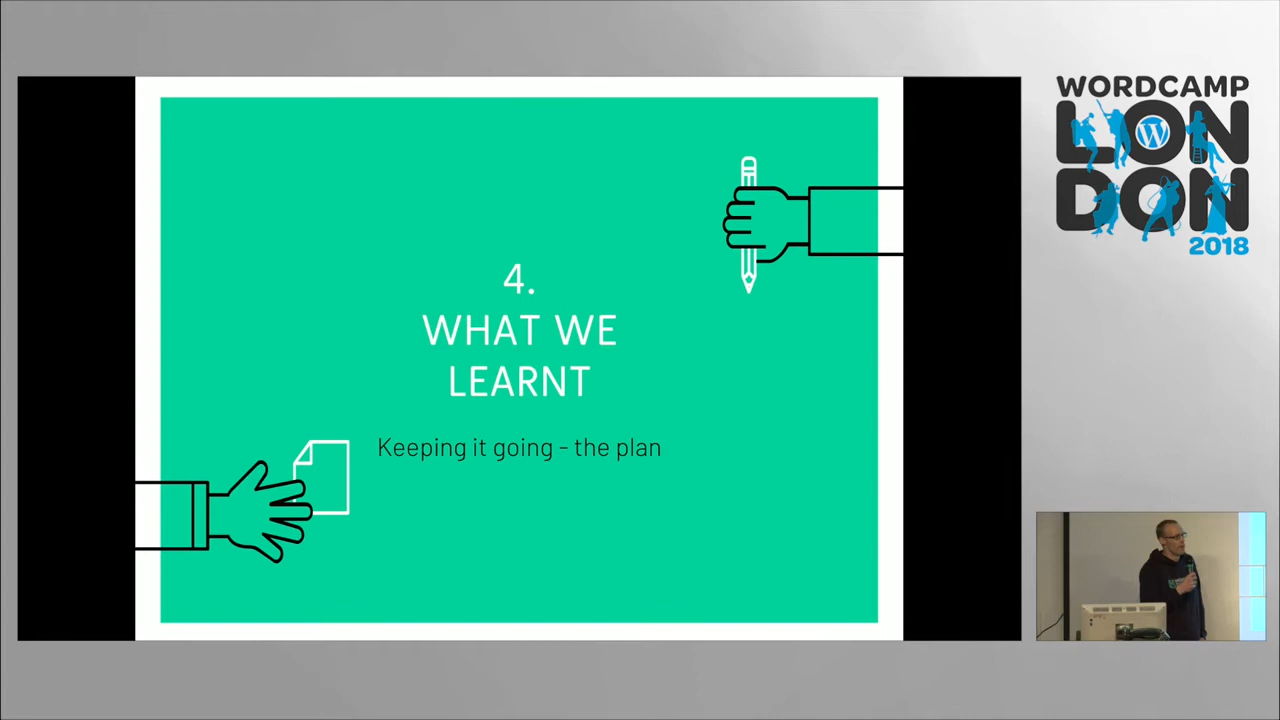 4.
WHAT WE
LEARNT
Keeping it going - the plan
WORDCAMP
LON
DON
2018